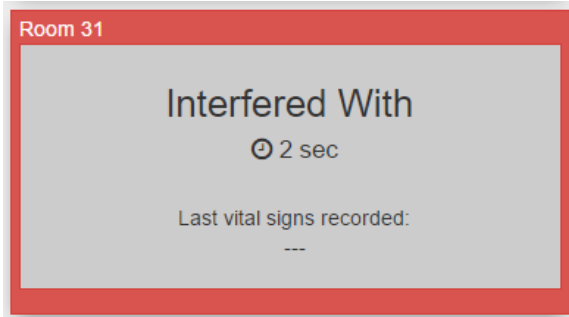 Room 31
Interfered With
2 sec
Last vital signs recorded:
---